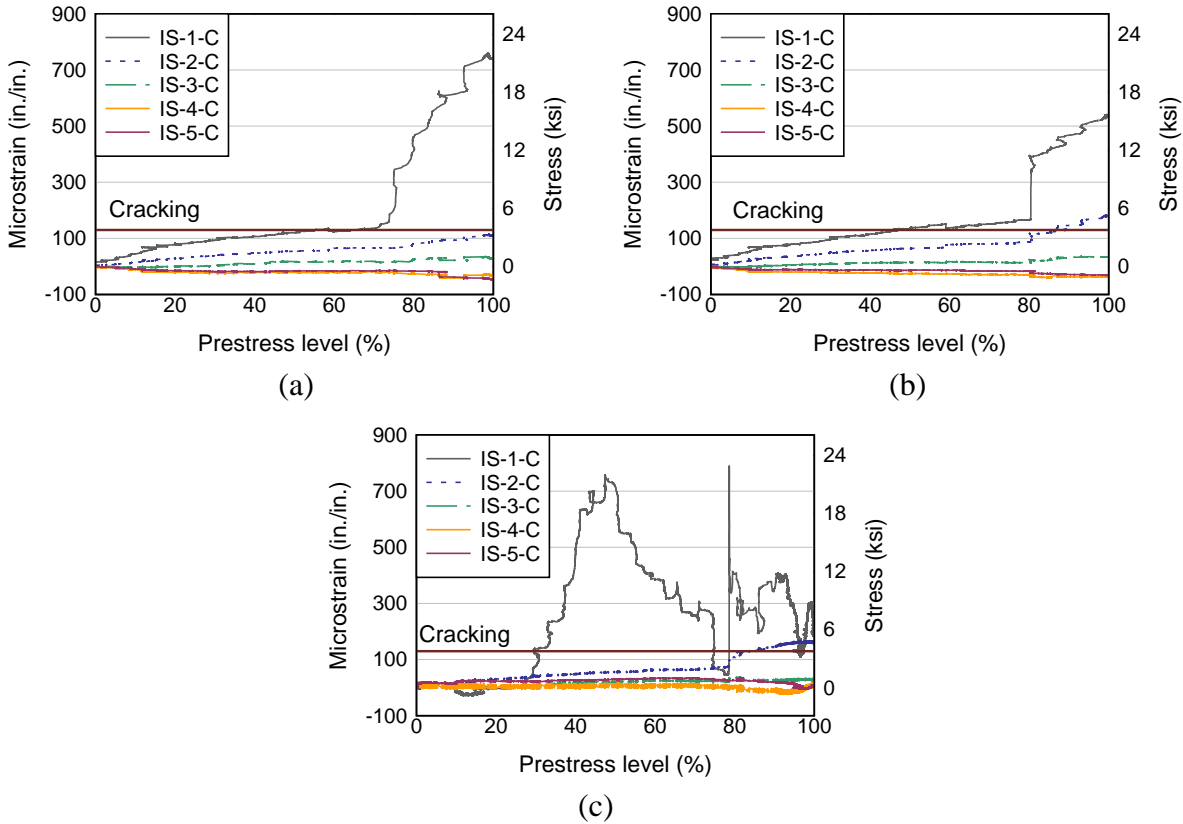 900
700
500
300
100
-100
Microstrain (in./in.)
IS-1-C
IS-2-C
IS-3-C
IS-4-C
IS-5-C
Cracking
24
18
12
6
0
Stress (ksi)
0 20 40 60 80 100
Prestress level (%)
(a)
900
700
500
300
100
-100
Microstrain (in./in.)
IS-1-C
IS-2-C
IS-3-C
IS-4-C
IS-5-C
Cracking
24
18
12
6
0
Stress (ksi)
0 20 40 60 80 100
Prestress level (%)
(b)
900
700
500
300
100
-100
Microstrain (in./in.)
IS-1-C
IS-2-C
IS-3-C
IS-4-C
IS-5-C
Cracking
24
18
12
6
0
Stress (ksi)
0 20 40 60 80 100
Prestress level (%)
(c)